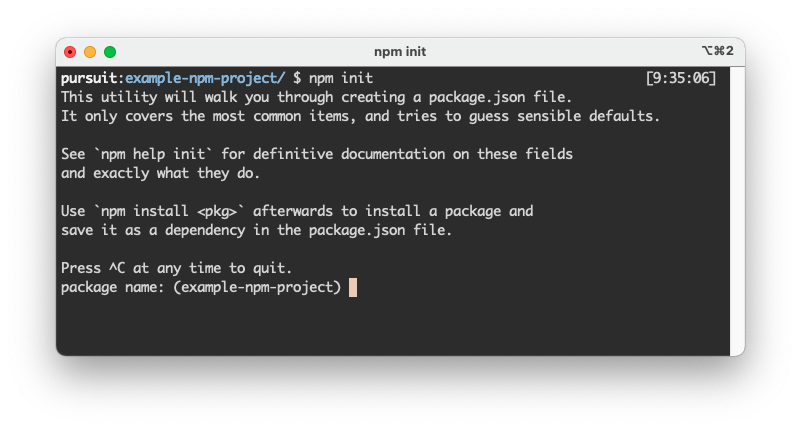 npm init
⌥⌘2
pursuit:example-npm-project/ $ npm init [9:35:06]
This utility will walk you through creating a package.json file.
It only covers the most common items, and tries to guess sensible defaults.
See `npm help init` for definitive documentation on these fields
and exactly what they do.
Use `npm install <pkg>` afterwards to install a package and
save it as a dependency in the package.json file.
Press ^C at any time to quit.
package name: (example-npm-project)